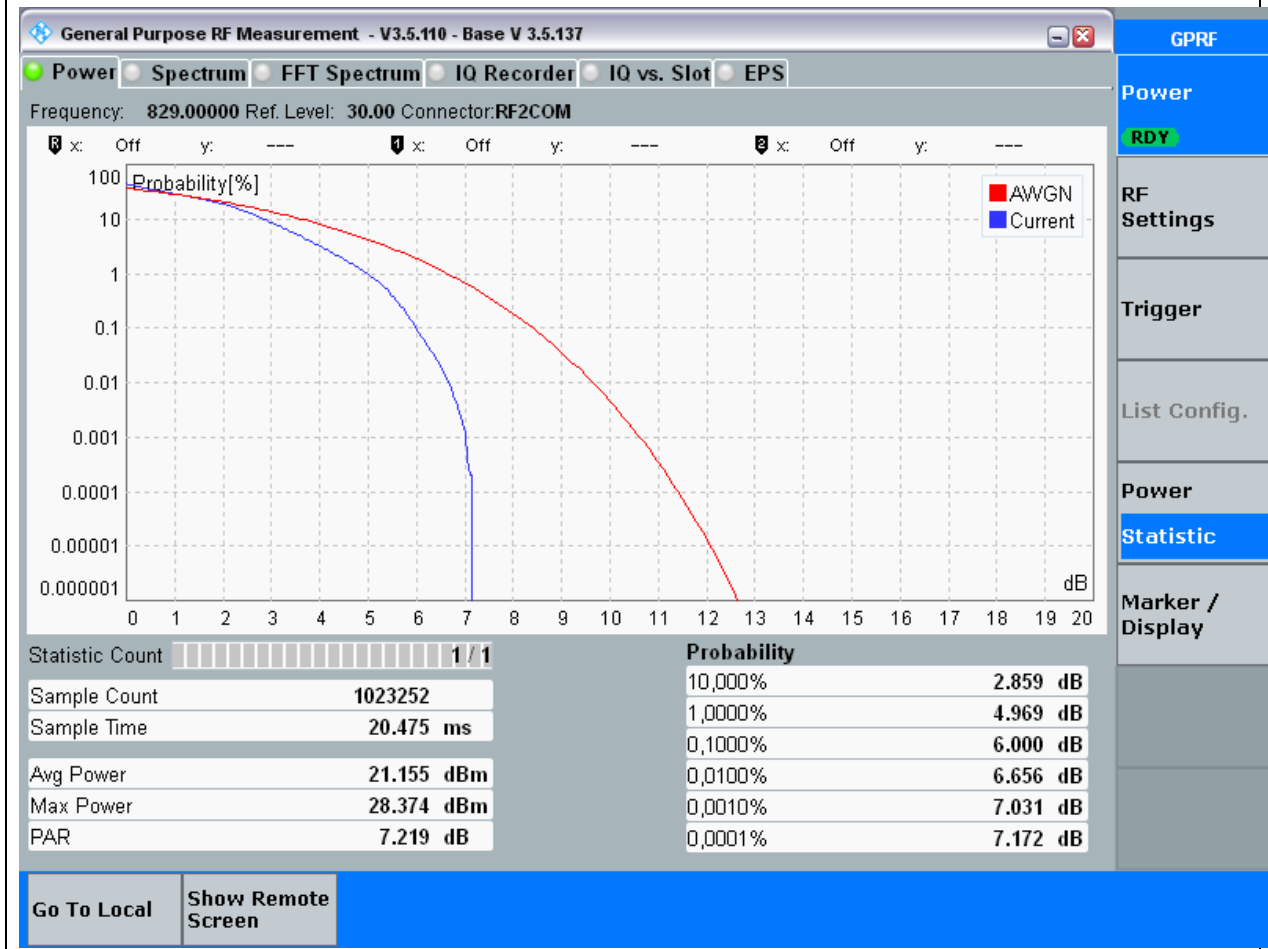 General Purpose RF Measurement - V3.5.110 - Base V 3.5.137
Power Spectrum FFT Spectrum IQ Recorder IQ vs. Slot EPS
Frequency: 829.00000 Ref. Level: 30.00 Connector:RF2COM
R x: Off y: --- 1 x: Off y: --- 2 x: Off y: ---
Probability[%]
AWGN
Current
100
10
1
0.1
0.01
0.001
0.0001
0.00001
0.000001
dB
0 1 2 3 4 5 6 7 8 9 10 11 12 13 14 15 16 17 18 19 20
Statistic Count 1 / 1
Sample Count 1023252
Sample Time 20.475 ms
Avg Power 21.155 dBm
Max Power 28.374 dBm
PAR 7.219 dB
Probability
10,000% 2.859 dB
1,0000% 4.969 dB
0,1000% 6.000 dB
0,0100% 6.656 dB
0,0010% 7.031 dB
0,0001% 7.172 dB
GPRF
Power
RDY
RF
Settings
Trigger
List Config.
Power
Statistic
Marker /
Display
Go To Local
Show Remote
Screen